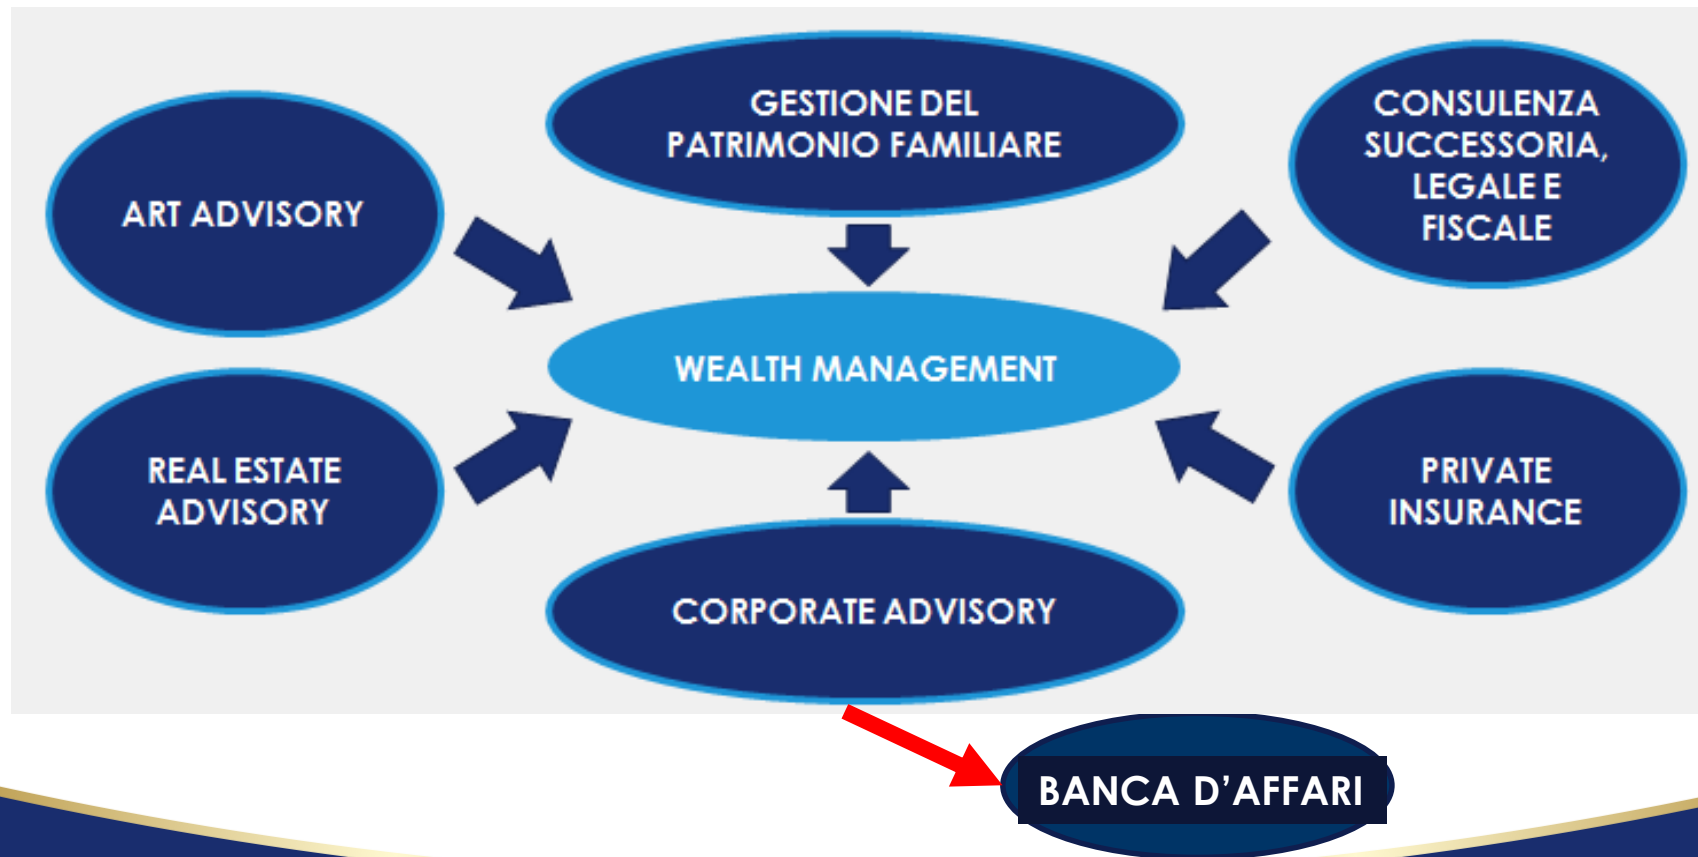 GESTIONE DEL
PATRIMONIO FAMILIARE
CONSULENZA
SUCCESSORIA,
LEGALE E
FISCALE
ART ADVISORY
WEALTH MANAGEMENT
REAL ESTATE
ADVISORY
PRIVATE
INSURANCE
CORPORATE ADVISORY
BANCA D’AFFARI